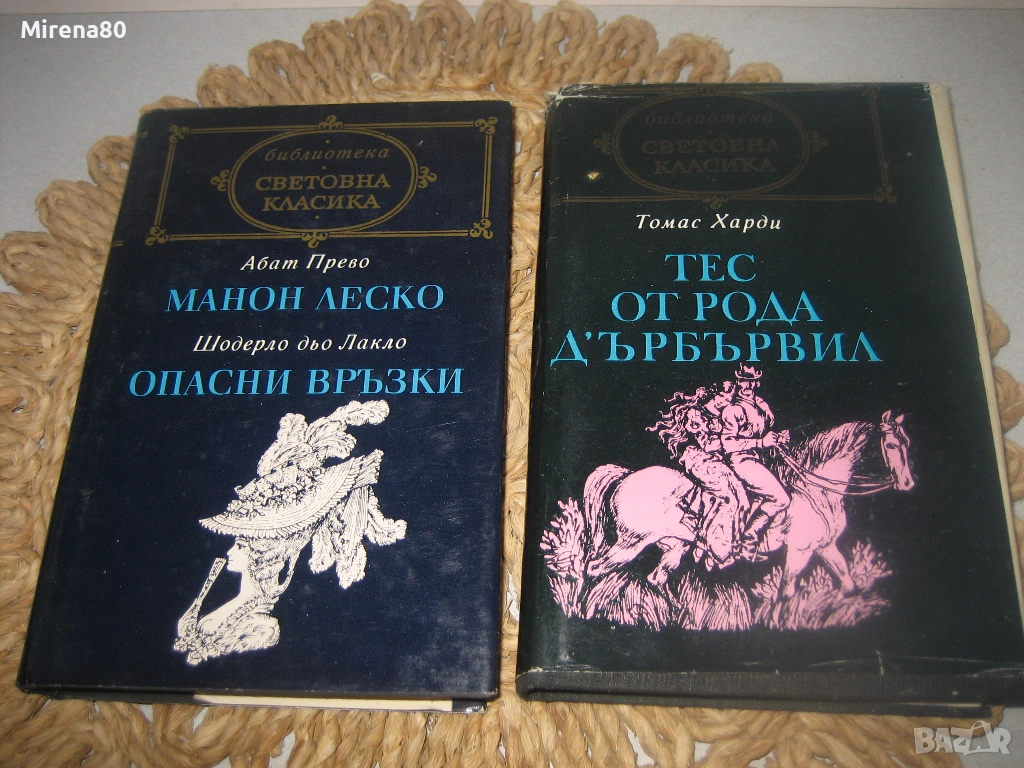 Mirena80
библиотека
СВЕТОВНА
КЛАСИКА
Абат Прево
МАНОН ЛЕСКО
Шодерло дьо Лакло
ОПАСНИ ВРЪЗКИ
библиотека
СВЕТОВНА
КЛАСИКА
Томас Харди
ТЕС
ОТ РОДА
Д'ЪРБЪРВИЛ
BAZAR